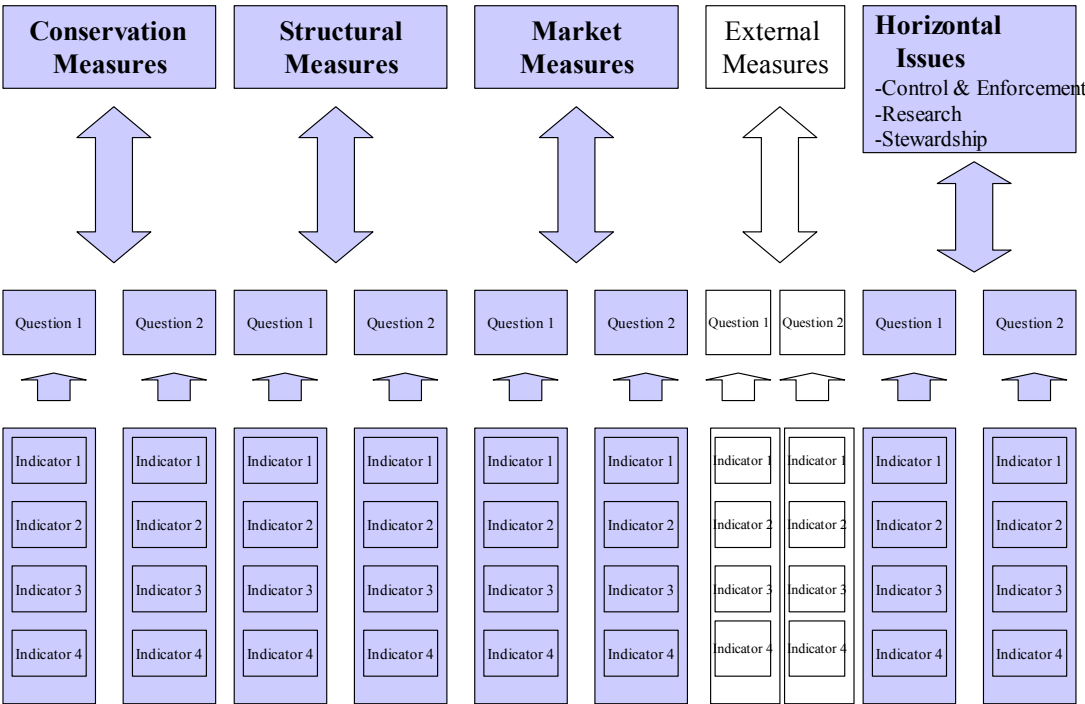 Conservation
Measures
Structural
Measures
Market
Measures
External
Measures
Horizontal
Issues
-Control & Enforcement
-Research
-Stewardship
Question 1
Question 2
Question 1
Question 2
Question 1
Question 2
Question 1
Question 2
Question 1
Question 2
Indicator 1
Indicator 1
Indicator 1
Indicator 1
Indicator 1
Indicator 1
Indicator 1
Indicator 1
Indicator 1
Indicator 1
Indicator 2
Indicator 2
Indicator 2
Indicator 2
Indicator 2
Indicator 2
Indicator 2
Indicator 2
Indicator 2
Indicator 2
Indicator 3
Indicator 3
Indicator 3
Indicator 3
Indicator 3
Indicator 3
Indicator 3
Indicator 3
Indicator 3
Indicator 3
Indicator 4
Indicator 4
Indicator 4
Indicator 4
Indicator 4
Indicator 4
Indicator 4
Indicator 4
Indicator 4
Indicator 4